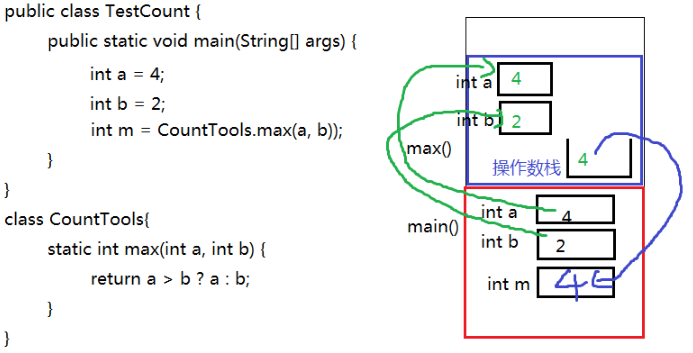 public class TestCount {
public static void main(String[] args) {
int a = 4;
int b = 2;
int m = CountTools.max(a, b));
}
}
class CountTools{
static int max(int a, int b) {
return a > b ? a : b;
}
}
int a
4
int b
2
max()
操作数栈
4
main()
int a
4
int b
2
int m
4